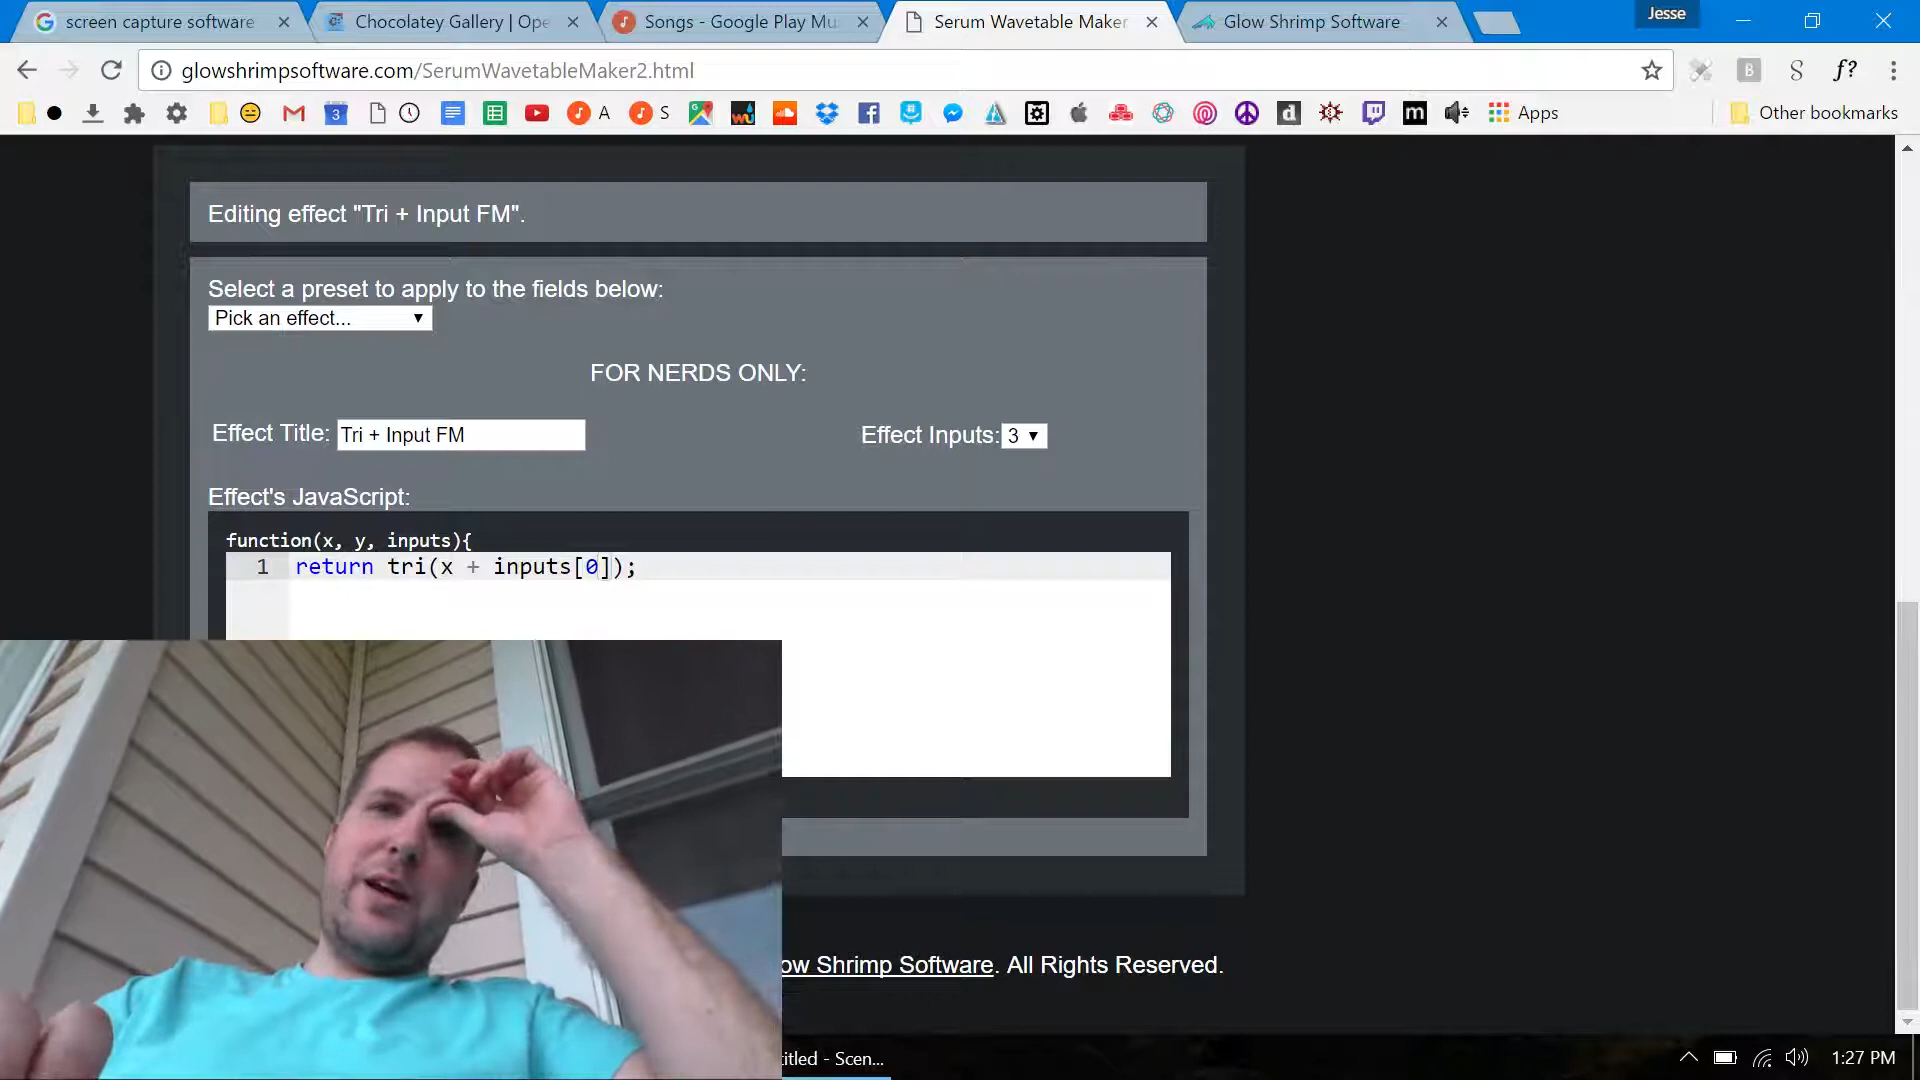 screen capture software
Chocolatey Gallery | Ope
Songs - Google Play Mu
Serum Wavetable Maker
Glow Shrimp Software
Jesse
glowshrimpsoftware.com/SerumWavetableMaker2.html
A
S
Apps
Other bookmarks
Editing effect "Tri + Input FM".
Select a preset to apply to the fields below:
Pick an effect...
FOR NERDS ONLY:
Effect Title: Tri + Input FM
Effect Inputs: 3
Effect's JavaScript:
function(x, y, inputs){
1 return tri(x + inputs[0]);
ow Shrimp Software. All Rights Reserved.
itled - Scen...
1:27 PM